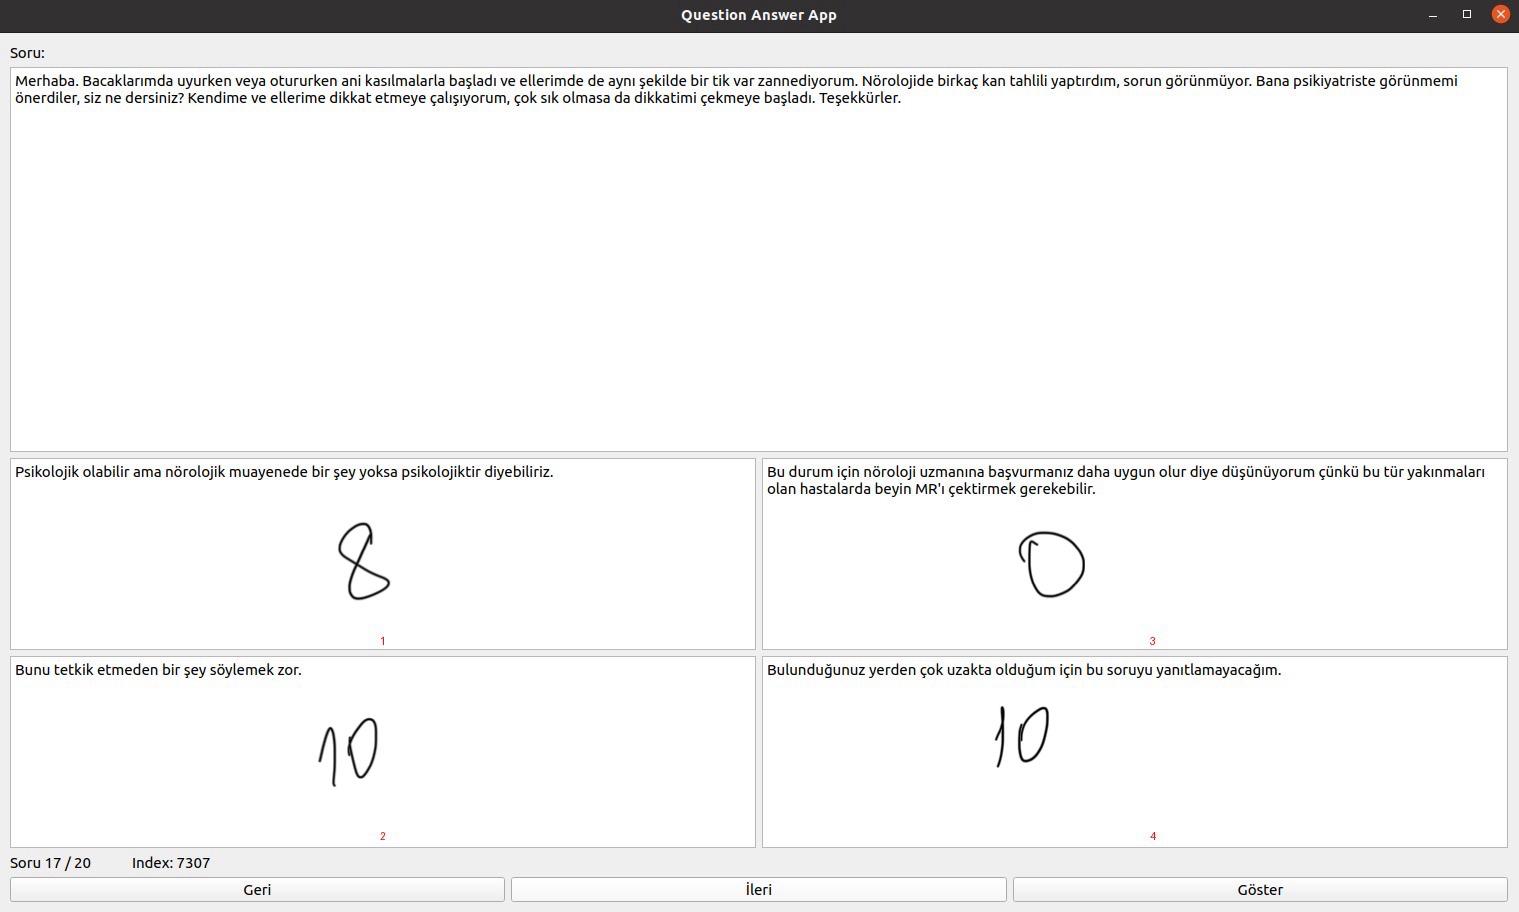 Question Answer App
Soru:
Merhaba. Bacaklarımda uyurken veya otururken ani kasılmalarla başladı ve ellerimde de aynı şekilde bir tik var zannediyorum. Nörolojide birkaç kan tahlili yaptırdım, sorun görünmüyor. Bana psikiyatriste görünmemi
önerdiler, siz ne dersiniz? Kendime ve ellerime dikkat etmeye çalışıyorum, çok sık olmasa da dikkatimi çekmeye başladı. Teşekkürler.
Psikolojik olabilir ama nörolojik muayenede bir şey yoksa psikolojiktir diyebiliriz.
8
1
Bu durum için nöroloji uzmanına başvurmanız daha uygun olur diye düşünüyorum çünkü bu tür yakınmaları
olan hastalarda beyin MR'ı çektirmek gerekebilir.
0
3
Bunu tetkik etmeden bir şey söylemek zor.
10
2
Bulunduğunuz yerden çok uzakta olduğum için bu soruyu yanıtlamayacağım.
10
4
Soru 17 / 20 Index: 7307
Geri İleri Göster